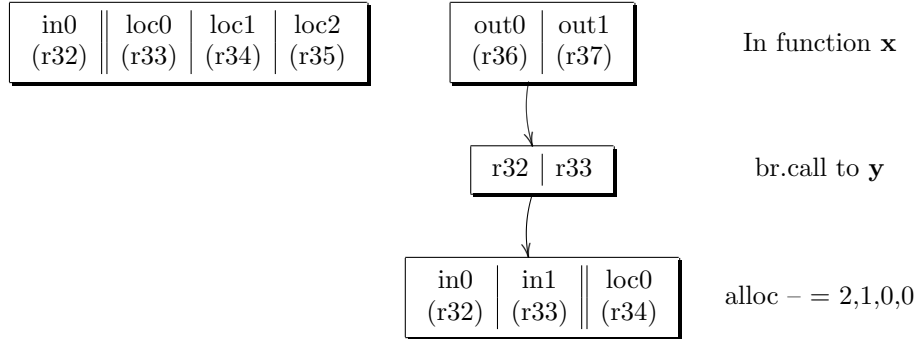 in0 loc0 loc1 loc2 out0 out1 In function x
(r32) (r33) (r34) (r35) (r36) (r37)
r32 r33 br.call to y
in0 in1 loc0 alloc – = 2,1,0,0
(r32) (r33) (r34)